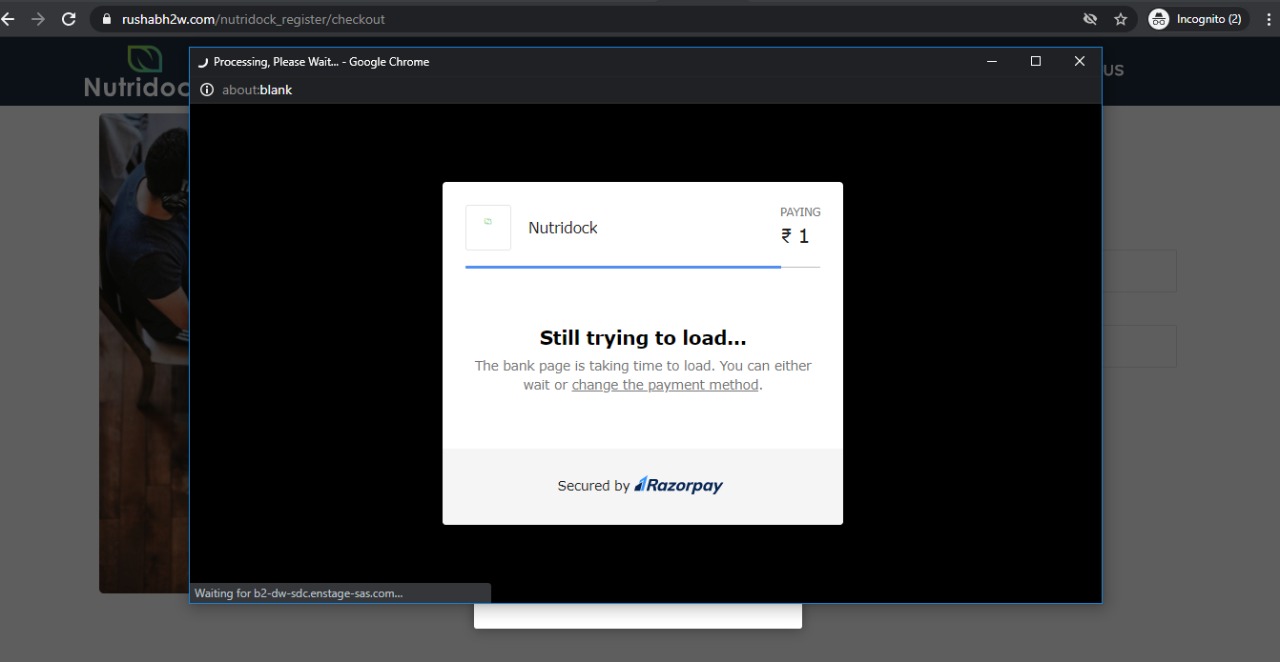 rushabh2w.com/nutridock_register/checkout
Incognito (2)
Nutridoc
US
Processing, Please Wait... - Google Chrome
about:blank
Nutridock
PAYING
₹ 1
Still trying to load...
The bank page is taking time to load. You can either
wait or change the payment method.
Secured by Razorpay
Waiting for b2-dw-sdc.enstage-sas.com...